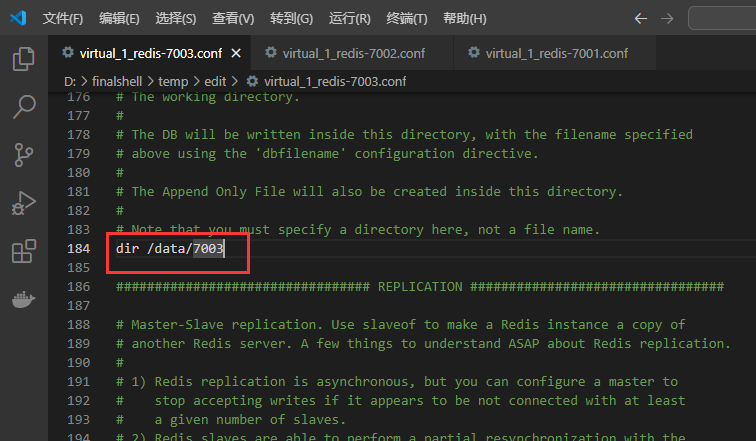 文件(F) 编辑(E) 选择(S) 查看(V) 转到(G) 运行(R) 终端(T) 帮助(H)
virtual_1_redis-7003.conf virtual_1_redis-7002.conf virtual_1_redis-7001.conf
D: > finalshell > temp > edit > virtual_1_redis-7003.conf
176 # The working directory.
177 #
178 # The DB will be written inside this directory, with the filename specified
179 # above using the 'dbfilename' configuration directive.
180 #
181 # The Append Only File will also be created inside this directory.
182 #
183 # Note that you must specify a directory here, not a file name.
184 dir /data/7003
185
186 ################################# REPLICATION #################################
187
188 # Master-Slave replication. Use slaveof to make a Redis instance a copy of
189 # another Redis server. A few things to understand ASAP about Redis replication.
190 #
191 # 1) Redis replication is asynchronous, but you can configure a master to
192 #    stop accepting writes if it appears to be not connected with at least
193 #    a given number of slaves.
194 # 2) Redis slaves are able to perform a partial resynchronization with the